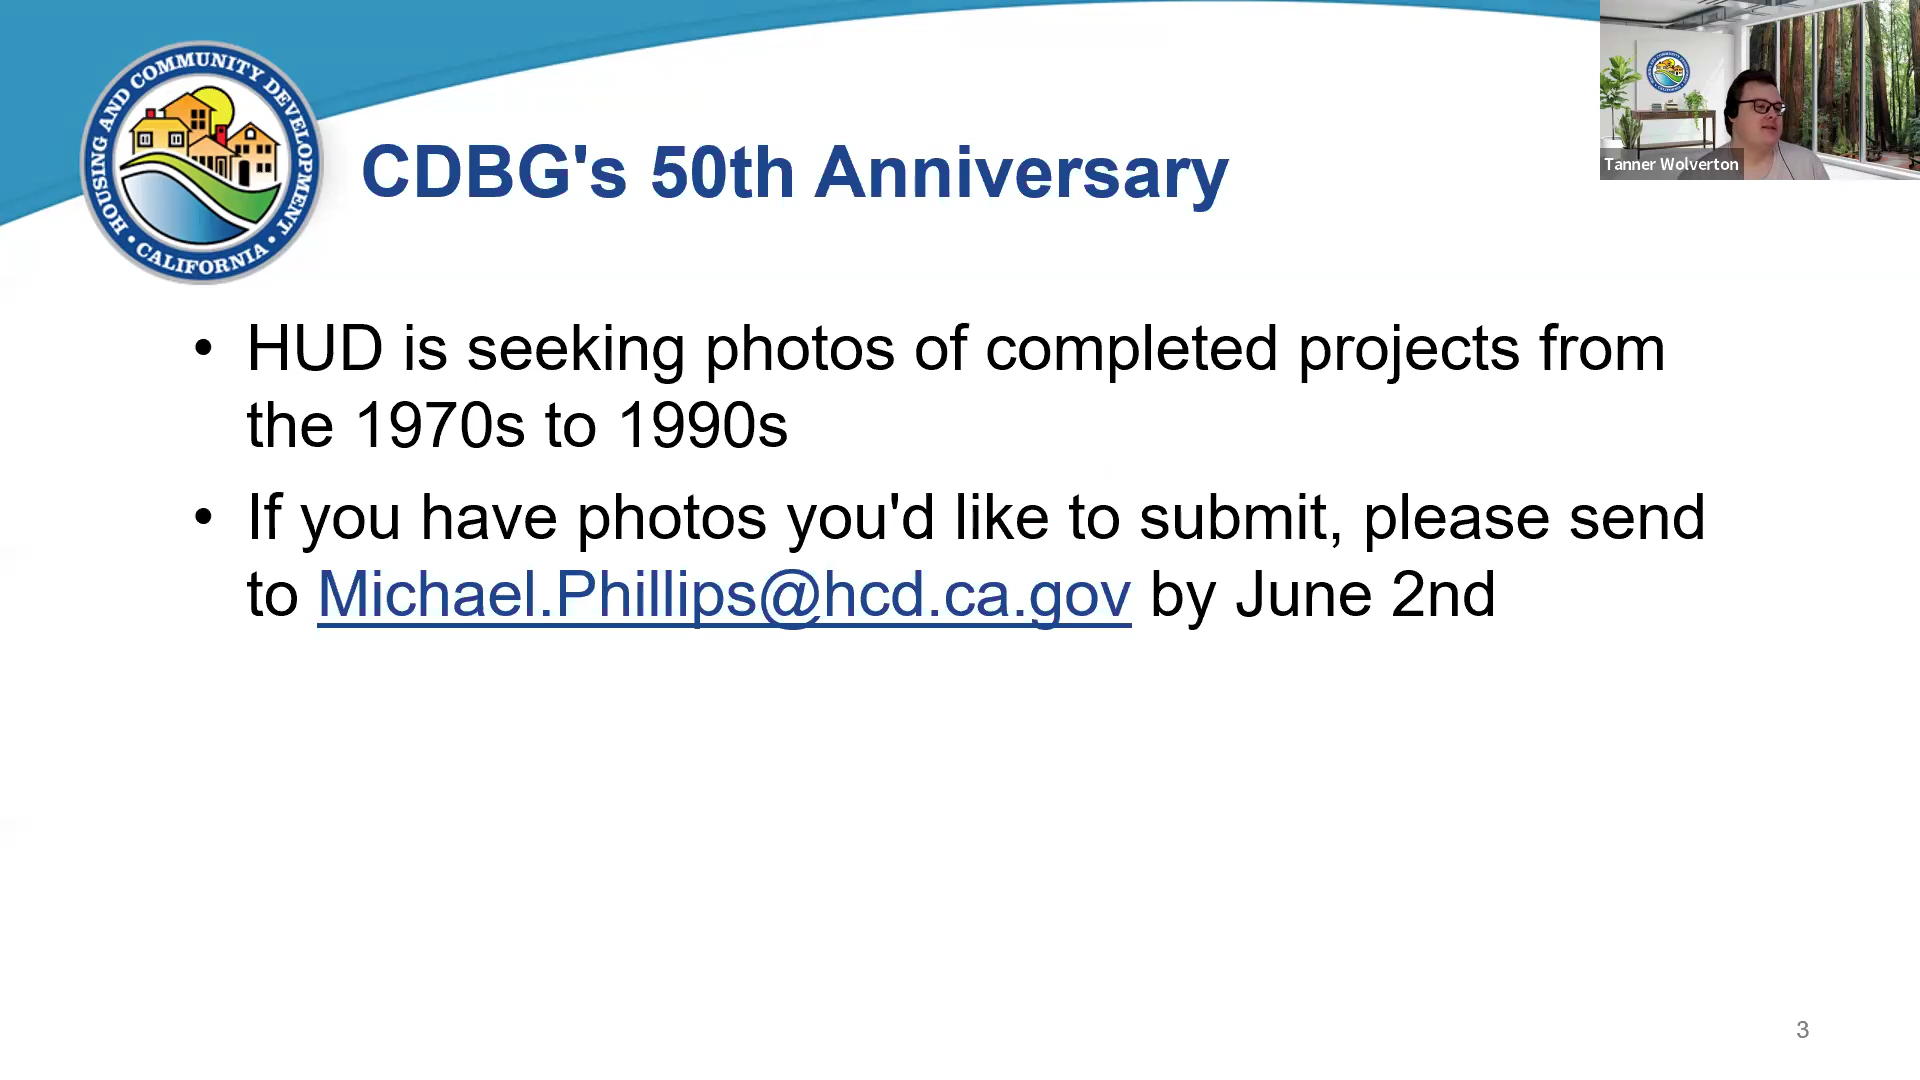 HOUSING AND COMMUNITY DEVELOPMENT
• CALIFORNIA •
CDBG's 50th Anniversary
Tanner Wolverton
• HUD is seeking photos of completed projects from
the 1970s to 1990s
• If you have photos you'd like to submit, please send
to Michael.Phillips@hcd.ca.gov by June 2nd
3